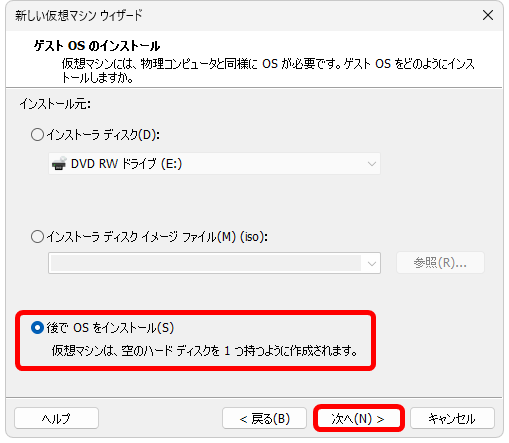 新しい仮想マシン ウィザード
ゲスト OS のインストール
仮想マシンには、物理コンピュータと同様に OS が必要です。ゲスト OS をどのようにインス
トールしますか。
インストール元:
インストーラ ディスク(D):
DVD RW ドライブ (E:)
インストーラ ディスク イメージ ファイル(M) (iso):
参照(R)...
後で OS をインストール(S)
仮想マシンは、空のハード ディスクを 1 つ持つように作成されます。
ヘルプ
< 戻る(B)
次へ(N) >
キャンセル